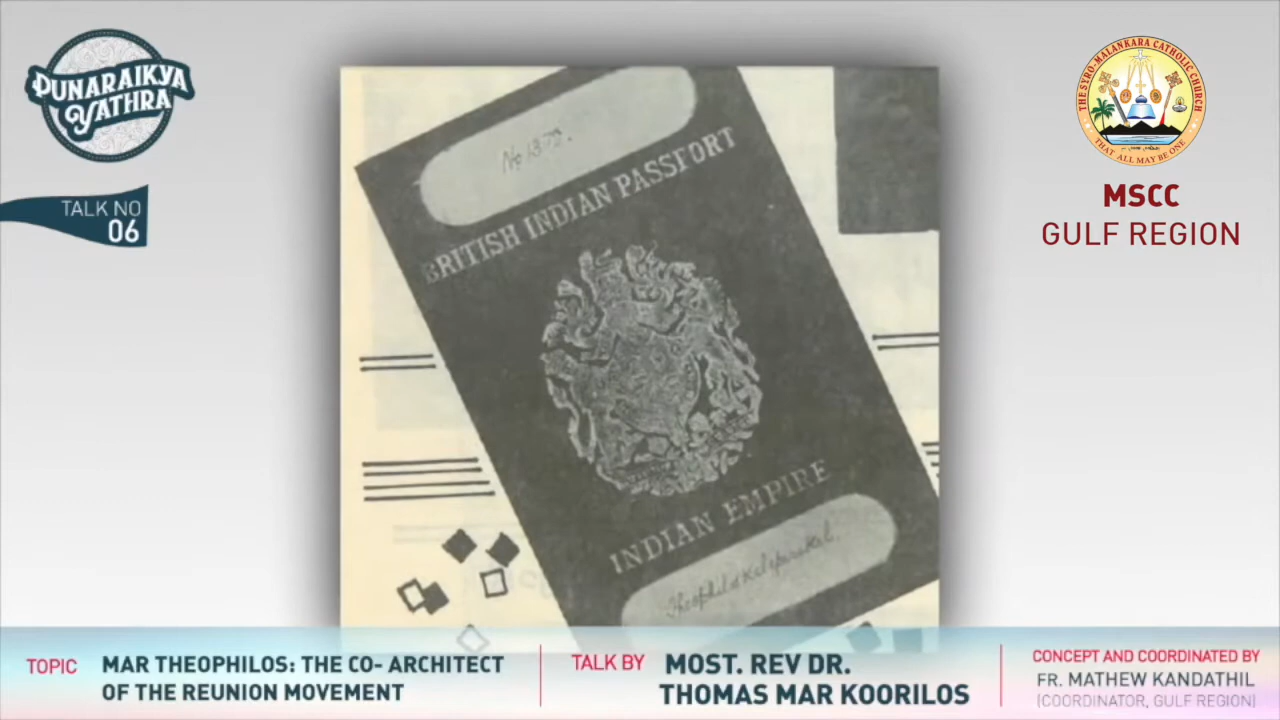 PUNARAIKYA
YATHRA
TALK NO
06
THE SYRO-MALANKARA CATHOLIC CHURCH
THAT ALL MAY BE ONE
MSCC
GULF REGION
BRITISH INDIAN PASSPORT
INDIAN EMPIRE
TOPIC
MAR THEOPHILOS: THE CO- ARCHITECT
OF THE REUNION MOVEMENT
TALK BY
MOST. REV DR.
THOMAS MAR KOORILOS
CONCEPT AND COORDINATED BY
FR. MATHEW KANDATHIL
(COORDINATOR, GULF REGION)